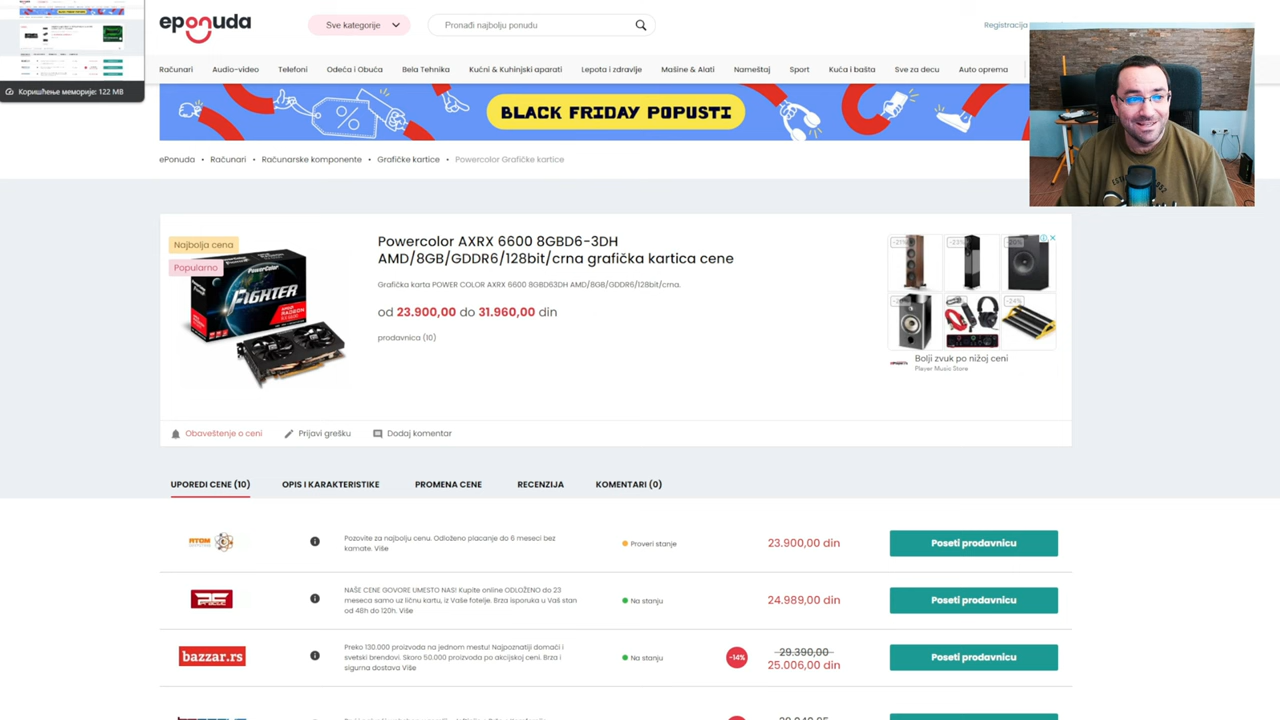 Коришћење меморије: 122 MB
eponuda
Sve kategorije
Pronađi najbolju ponudu
Registracija
Računari
Audio-video
Telefoni
Odeća i Obuća
Bela Tehnika
Kućni & Kuhinjski aparati
Lepota i zdravlje
Mašine & Alati
Nameštaj
Sport
Kuća i bašta
Sve za decu
Auto oprema
BLACK FRIDAY POPUSTI
ePonuda • Računari • Računarske komponente • Grafičke kartice • Powercolor Grafičke kartice
Najbolja cena
Popularno
POWERCOLOR
FIGHTER
Powercolor AXRX 6600 8GBD6-3DH
AMD/8GB/GDDR6/128bit/crna grafička kartica cene
Grafička karta POWER COLOR AXRX 6600 8GBD63DH AMD/8GB/GDDR6/128bit/crna.
od 23.900,00 do 31.960,00 din
prodavnica (10)
Bolji zvuk po nižoj ceni
Player Music Store
Obaveštenje o ceni
Prijavi grešku
Dodaj komentar
UPOREDI CENE (10)
OPIS I KARAKTERISTIKE
PROMENA CENE
RECENZIJA
KOMENTARI (0)
ATOM
Pozovite za najbolju cenu. Odloženo placanje do 6 meseci bez
kamate. Više
Proveri stanje
23.900,00 din
Poseti prodavnicu
NAŠE CENE GOVORE UMESTO NAS! Kupite online ODLOŽENO do 23
meseca samo uz ličnu kartu, iz Vaše fotelje. Brza isporuka u Vaš stan
od 48h do 120h. Više
Na stanju
24.989,00 din
Poseti prodavnicu
bazzar.rs
Preko 130.000 proizvoda na jednom mestu! Najpoznatiji domaći i
svetski brendovi. Skoro 50.000 proizvoda po akcijskoj ceni. Brza i
sigurna dostava Više
Na stanju
-14%
29.390,00
25.006,00 din
Poseti prodavnicu